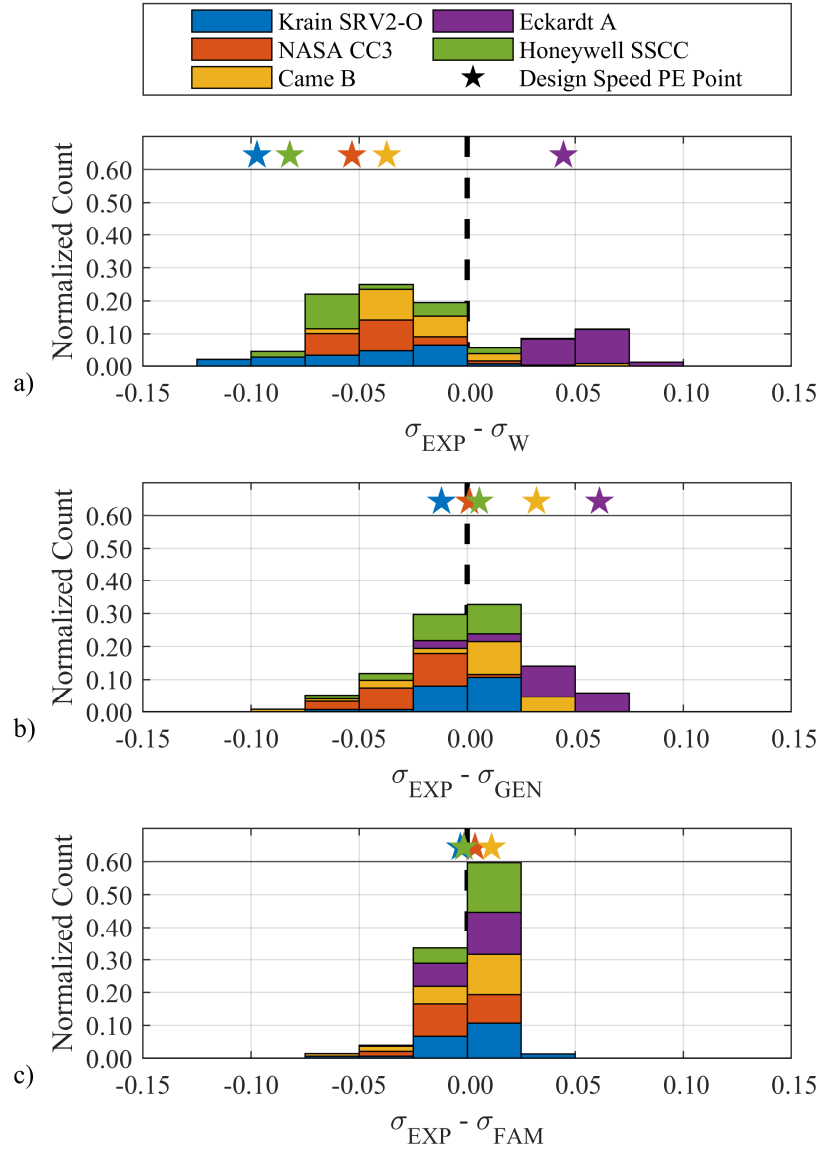 Krain SRV2-O Eckardt A
NASA CC3 Honeywell SSCC
Came B Design Speed PE Point
0.60
0.50
0.40
0.30
0.20
0.10
0.00
Normalized Count
a)
-0.15 -0.10 -0.05 0.00 0.05 0.10 0.15
σEXP - σW
0.60
0.50
0.40
0.30
0.20
0.10
0.00
Normalized Count
b)
-0.15 -0.10 -0.05 0.00 0.05 0.10 0.15
σEXP - σGEN
0.60
0.50
0.40
0.30
0.20
0.10
0.00
Normalized Count
c)
-0.15 -0.10 -0.05 0.00 0.05 0.10 0.15
σEXP - σFAM